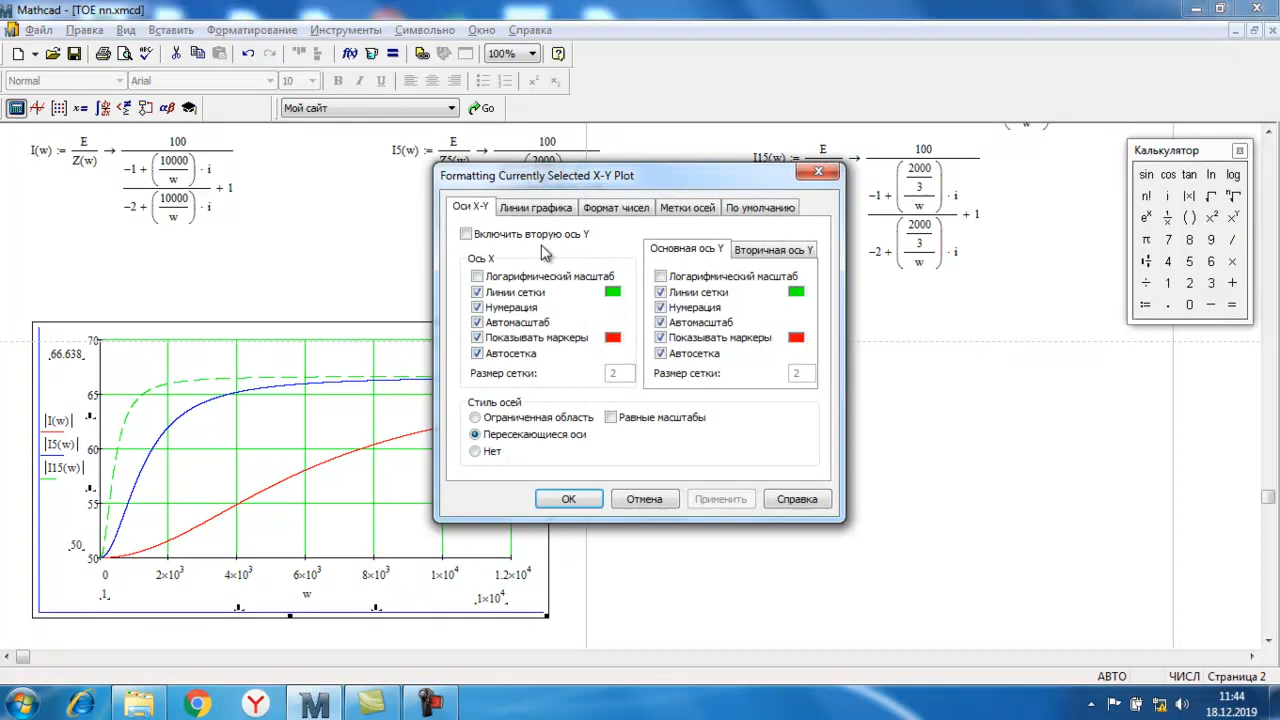 Mathcad - [TOE nn.xmcd]
Файл Правка Вид Вставить Форматирование Инструменты Символьно Окно Справка
100%
Normal Arial 10 B I U
Мой сайт Go
I(w) := E/Z(w) → 100/((-1 + (10000/w)·i)/(-2 + (10000/w)·i) + 1)
I5(w) := E/Z5(w) → 100
2000
I15(w) := E → 100/((-1 + ((2000/3)/w)·i)/(-2 + ((2000/3)/w)·i) + 1)
w
Formatting Currently Selected X-Y Plot
Оси X-Y Линии графика Формат чисел Метки осей По умолчанию
Включить вторую ось Y
Ось X
Логарифмический масштаб
Линии сетки
Нумерация
Автомасштаб
Показывать маркеры
Автосетка
Размер сетки: 2
Основная ось Y Вторичная ось Y
Логарифмический масштаб
Линии сетки
Нумерация
Автомасштаб
Показывать маркеры
Автосетка
Размер сетки: 2
Стиль осей
Ограниченная область Равные масштабы
Пересекающиеся оси
Нет
OK Отмена Применить Справка
Калькулятор
sin cos tan ln log
n! i |×| √ ⁿ√
eˣ 1/x ( ) x² xʸ
π 7 8 9 /
4 5 6 ×
÷ 1 2 3 +
:= . 0 − =
66.638
70
65
60
55
50
50
|I(w)|
|I5(w)|
|I15(w)|
0 2×10³ 4×10³ 6×10³ 8×10³ 1×10⁴ 1.2×10⁴
1 w 1×10⁴
АВТО ЧИСЛ Страница 2
11:44
18.12.2019